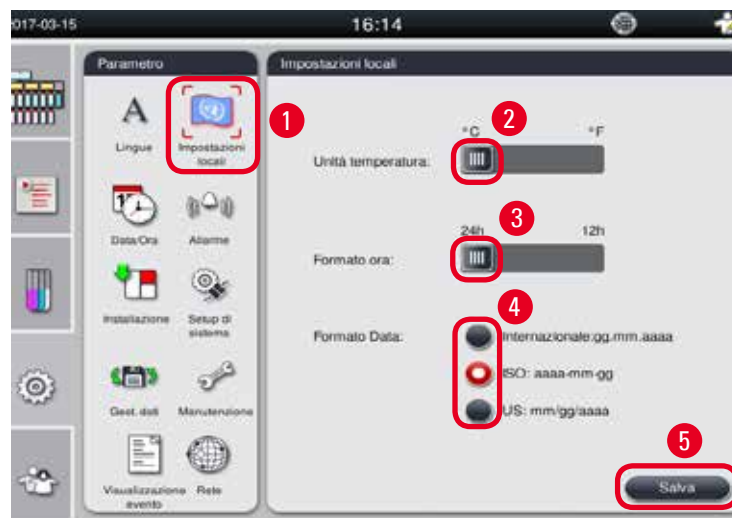 2017-03-15
16:14
Parametro
Lingue
Impostazioni
locali
Data/Ora
Allarme
Installazione
Setup di
sistema
Gest. dati
Manutenzione
Visualizzazione
evento
Rete
Impostazioni locali
1
2
°C
°F
Unità temperatura:
3
24h
12h
Formato ora:
4
Formato Data:
Internazionale:gg.mm.aaaa
ISO: aaaa-mm-gg
US: mm/gg/aaaa
5
Salva